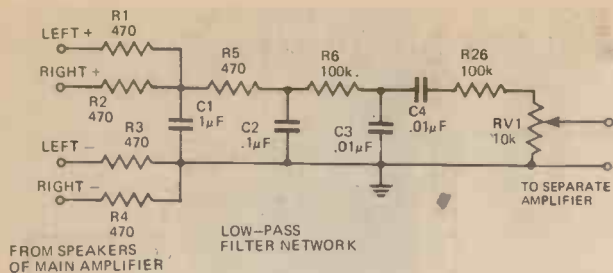 R1
470
LEFT +
RIGHT +
R2
470
R3
470
LEFT –
RIGHT –
R4
470
C1
1μF
R5
470
C2
.1μF
R6
100k
C3
.01μF
C4
.01μF
R26
100k
RV1
10k
TO SEPARATE
AMPLIFIER
FROM SPEAKERS
OF MAIN AMPLIFIER
LOW–PASS
FILTER NETWORK